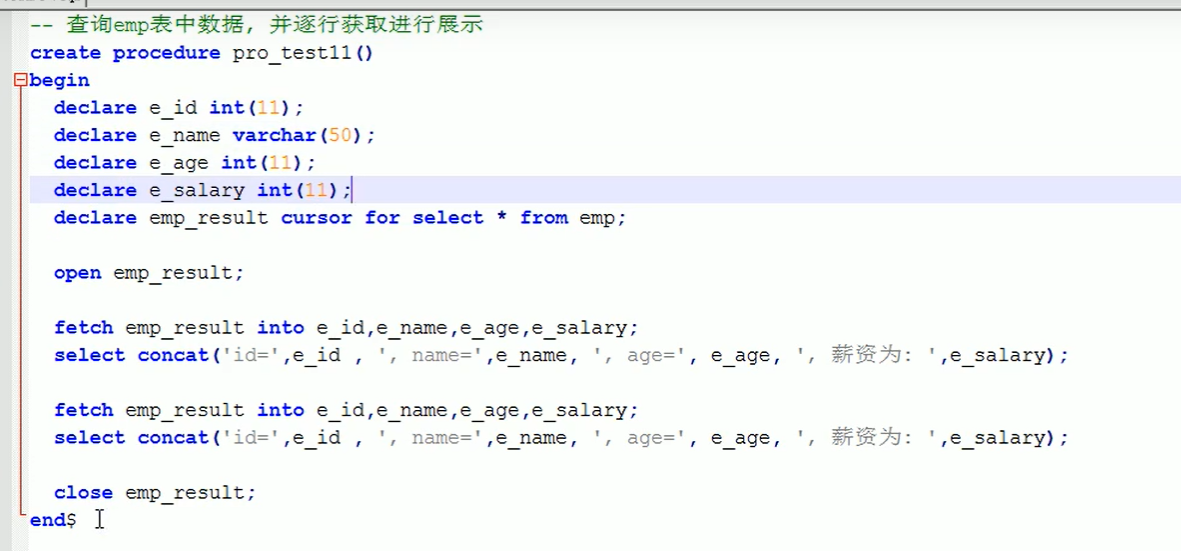 -- 查询emp表中数据, 并逐行获取进行展示
create procedure pro_test11()
begin
declare e_id int(11);
declare e_name varchar(50);
declare e_age int(11);
declare e_salary int(11);
declare emp_result cursor for select * from emp;
open emp_result;
fetch emp_result into e_id,e_name,e_age,e_salary;
select concat('id=',e_id , ', name=',e_name, ', age=', e_age, ', 薪资为: ',e_salary);
fetch emp_result into e_id,e_name,e_age,e_salary;
select concat('id=',e_id , ', name=',e_name, ', age=', e_age, ', 薪资为: ',e_salary);
close emp_result;
end$